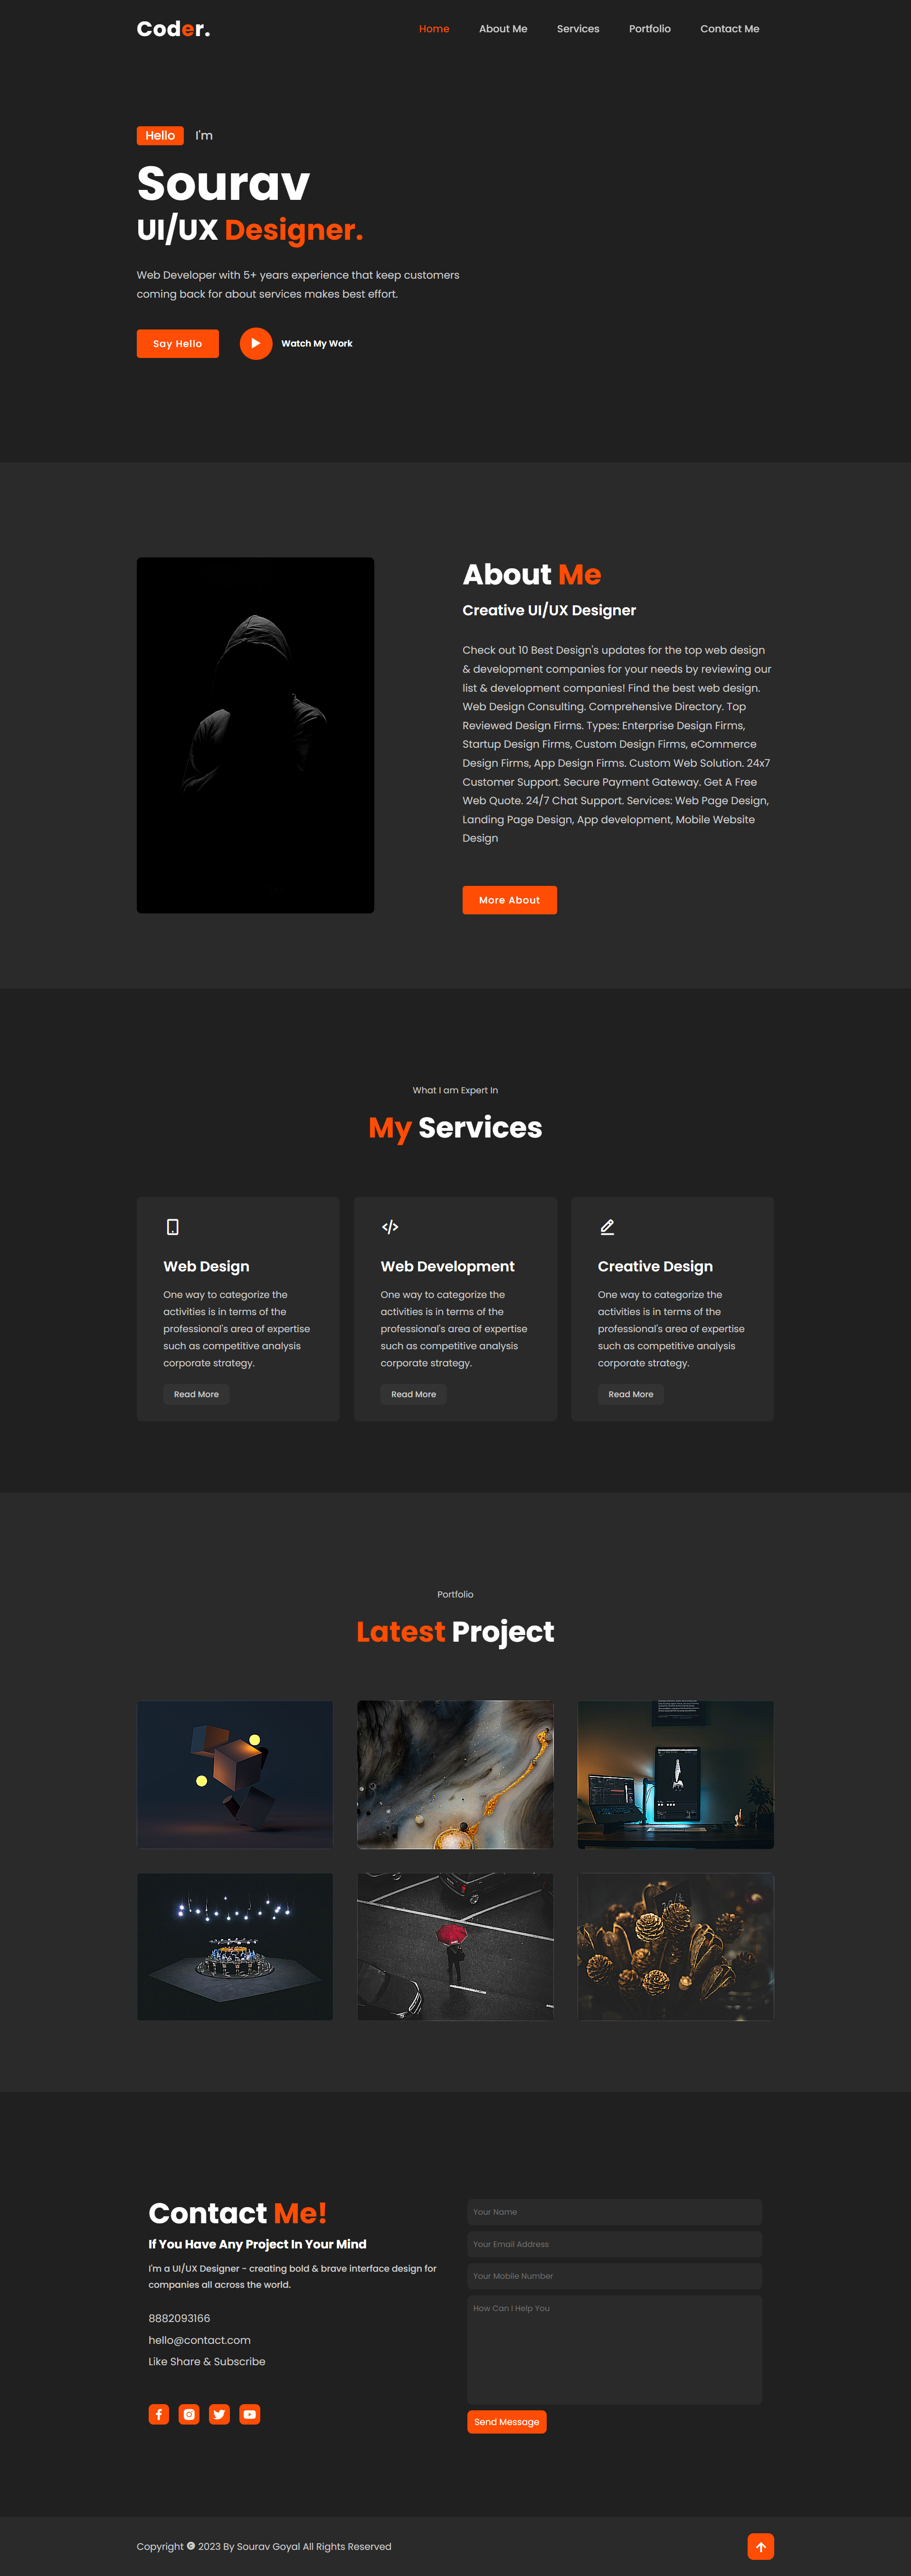 Coder.
Home About Me Services Portfolio Contact Me
Hello I'm
Sourav
UI/UX Designer.
Web Developer with 5+ years experience that keep customers
coming back for about services makes best effort.
Say Hello Watch My Work
About Me
Creative UI/UX Designer
Check out 10 Best Design's updates for the top web design
& development companies for your needs by reviewing our
list & development companies! Find the best web design.
Web Design Consulting. Comprehensive Directory. Top
Reviewed Design Firms. Types: Enterprise Design Firms,
Startup Design Firms, Custom Design Firms, eCommerce
Design Firms, App Design Firms. Custom Web Solution. 24x7
Customer Support. Secure Payment Gateway. Get A Free
Web Quote. 24/7 Chat Support. Services: Web Page Design,
Landing Page Design, App development, Mobile Website
Design
More About
What I am Expert In
My Services
Web Design
One way to categorize the
activities is in terms of the
professional's area of expertise
such as competitive analysis
corporate strategy.
Read More
Web Development
One way to categorize the
activities is in terms of the
professional's area of expertise
such as competitive analysis
corporate strategy.
Read More
Creative Design
One way to categorize the
activities is in terms of the
professional's area of expertise
such as competitive analysis
corporate strategy.
Read More
Portfolio
Latest Project
Contact Me!
If You Have Any Project In Your Mind
I'm a UI/UX Designer - creating bold & brave interface design for
companies all across the world.
8882093166
hello@contact.com
Like Share & Subscribe
Your Name
Your Email Address
Your Mobile Number
How Can I Help You
Send Message
Copyright © 2023 By Sourav Goyal All Rights Reserved